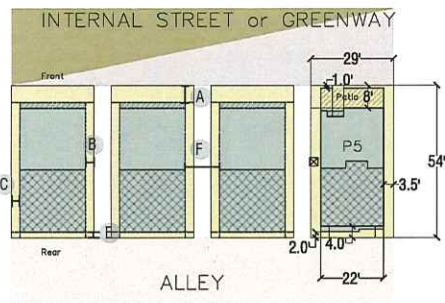 INTERNAL STREET or GREENWAY
29'
Front
1.0'
A
Patio
8'
B
F
P5
54'
C
3.5'
E
Rear
2.0'
4.0'
22'
ALLEY